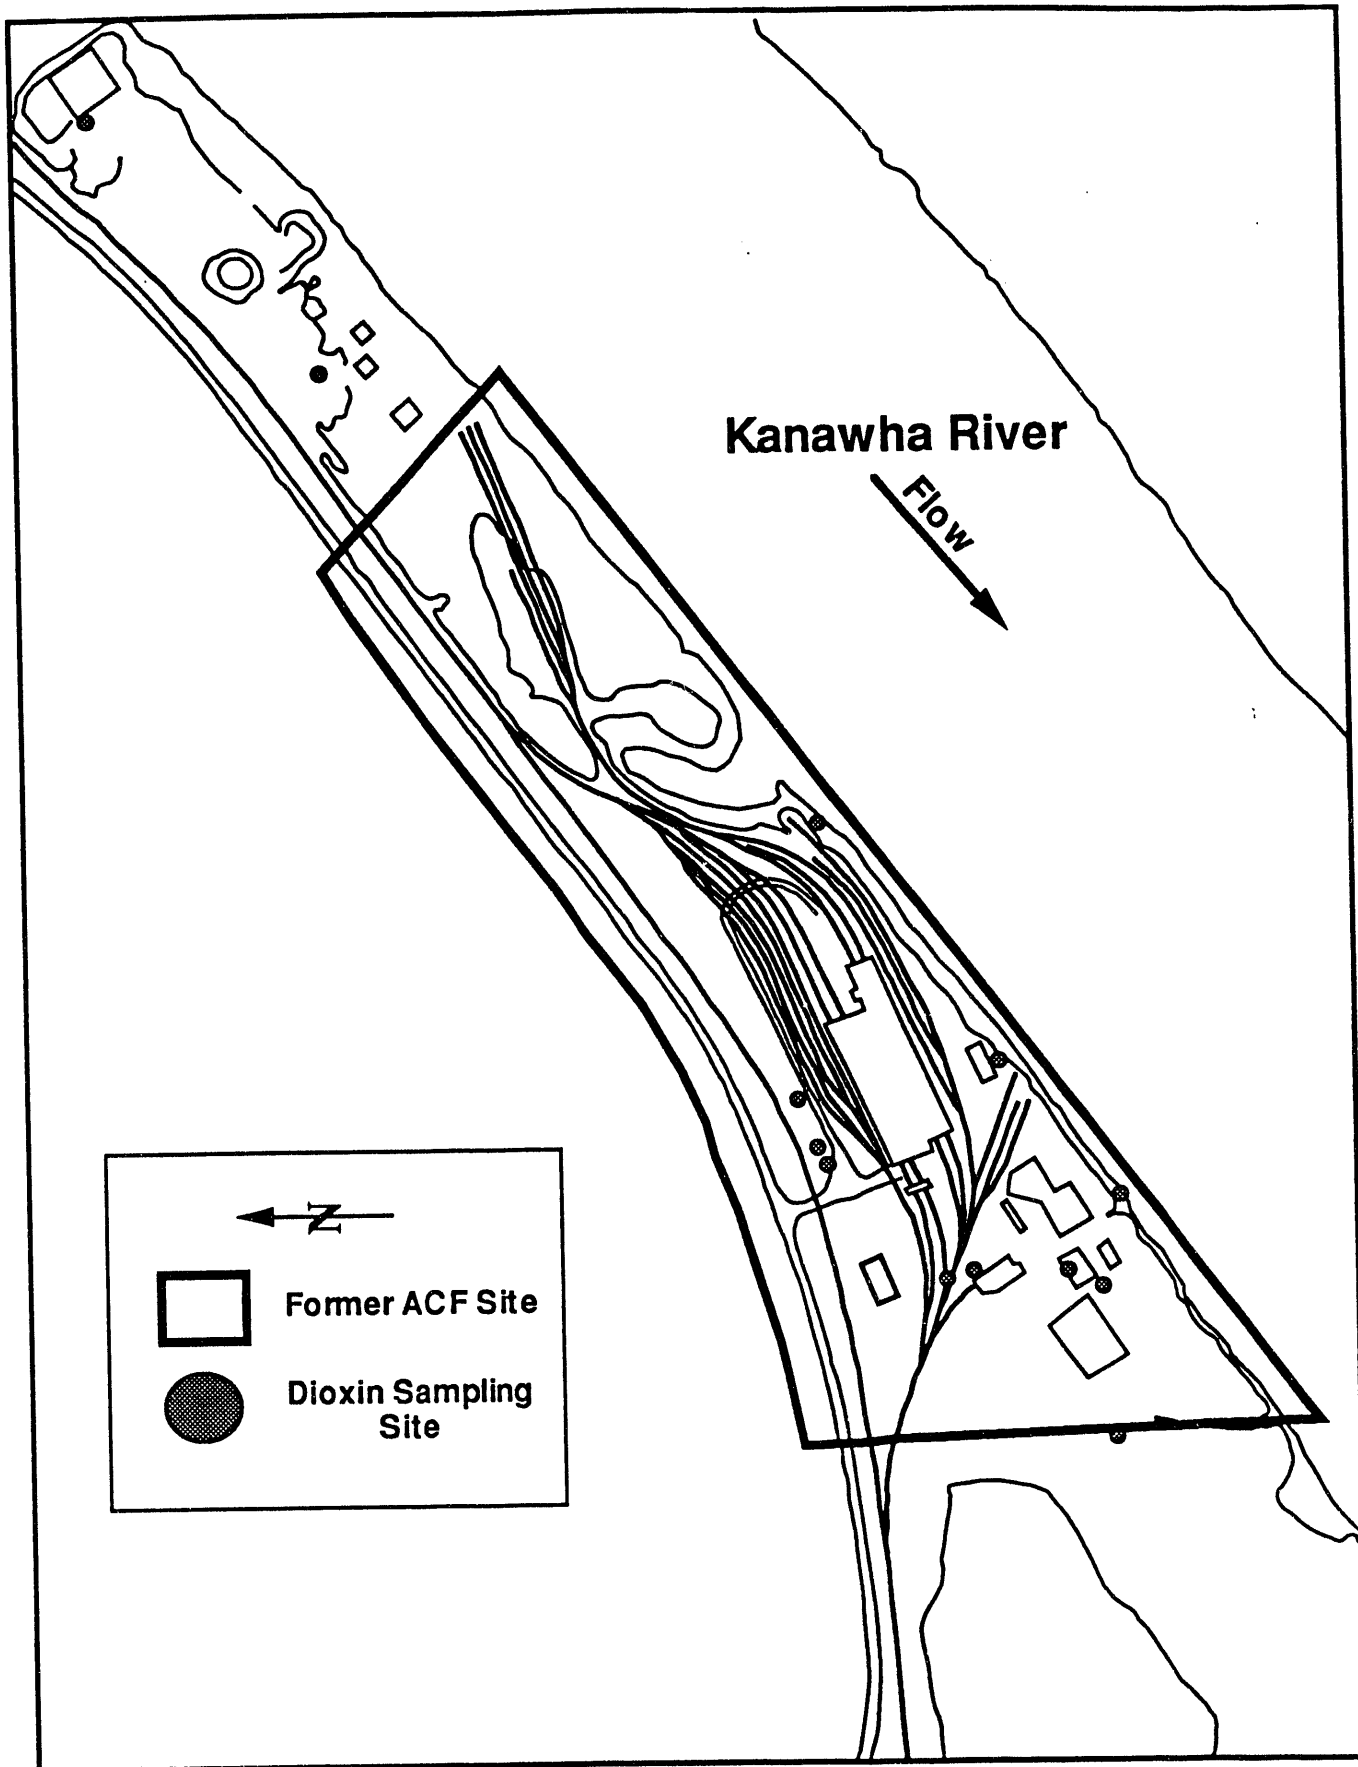 Kanawha River
Flow
N
Former ACF Site
Dioxin Sampling
Site